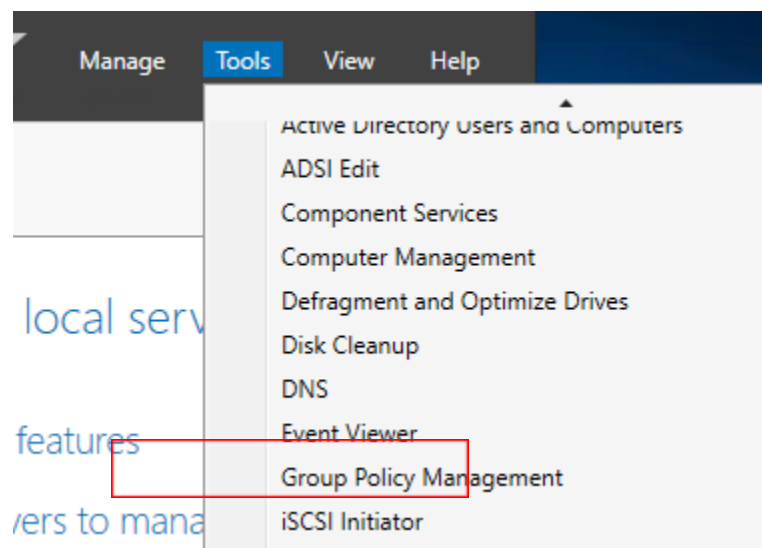 Manage Tools View Help
Active Directory Users and Computers
ADSI Edit
Component Services
Computer Management
Defragment and Optimize Drives
local serv
Disk Cleanup
DNS
features
Event Viewer
Group Policy Management
vers to mana
iSCSI Initiator